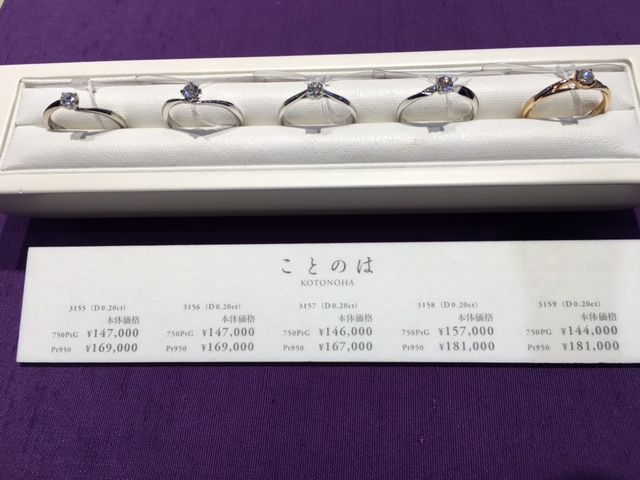 ことのは
KOTONOHA
3155 (D0.20ct)
本体価格
750PtG ¥147,000
Pt950 ¥169,000
3156 (D0.20ct)
本体価格
750PtG ¥147,000
Pt950 ¥169,000
3157 (D0.20ct)
本体価格
750PtG ¥146,000
Pt950 ¥167,000
3158 (D0.20ct)
本体価格
750PtG ¥157,000
Pt950 ¥181,000
3159 (D0.20ct)
本体価格
750PG ¥144,000
Pt950 ¥181,000